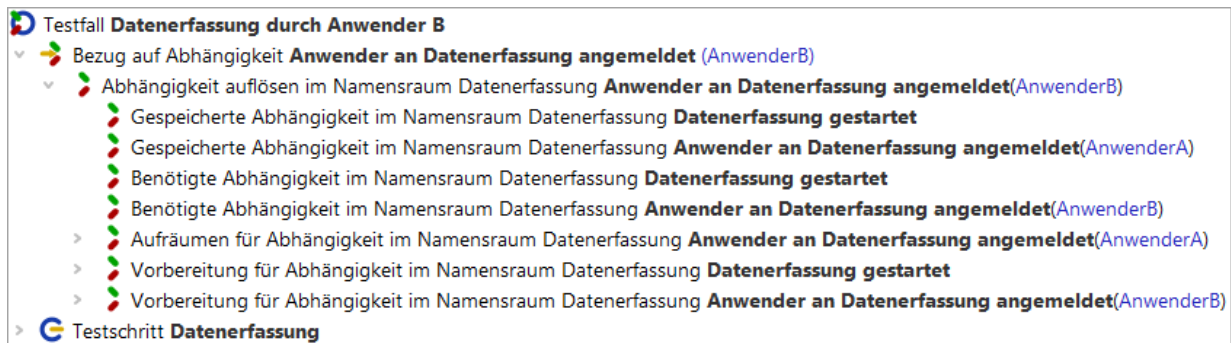 Testfall Datenerfassung durch Anwender B
Bezug auf Abhängigkeit Anwender an Datenerfassung angemeldet (AnwenderB)
Abhängigkeit auflösen im Namensraum Datenerfassung Anwender an Datenerfassung angemeldet(AnwenderB)
Gespeicherte Abhängigkeit im Namensraum Datenerfassung Datenerfassung gestartet
Gespeicherte Abhängigkeit im Namensraum Datenerfassung Anwender an Datenerfassung angemeldet(AnwenderA)
Benötigte Abhängigkeit im Namensraum Datenerfassung Datenerfassung gestartet
Benötigte Abhängigkeit im Namensraum Datenerfassung Anwender an Datenerfassung angemeldet(AnwenderB)
Aufräumen für Abhängigkeit im Namensraum Datenerfassung Anwender an Datenerfassung angemeldet(AnwenderA)
Vorbereitung für Abhängigkeit im Namensraum Datenerfassung Datenerfassung gestartet
Vorbereitung für Abhängigkeit im Namensraum Datenerfassung Anwender an Datenerfassung angemeldet(AnwenderB)
Testschritt Datenerfassung